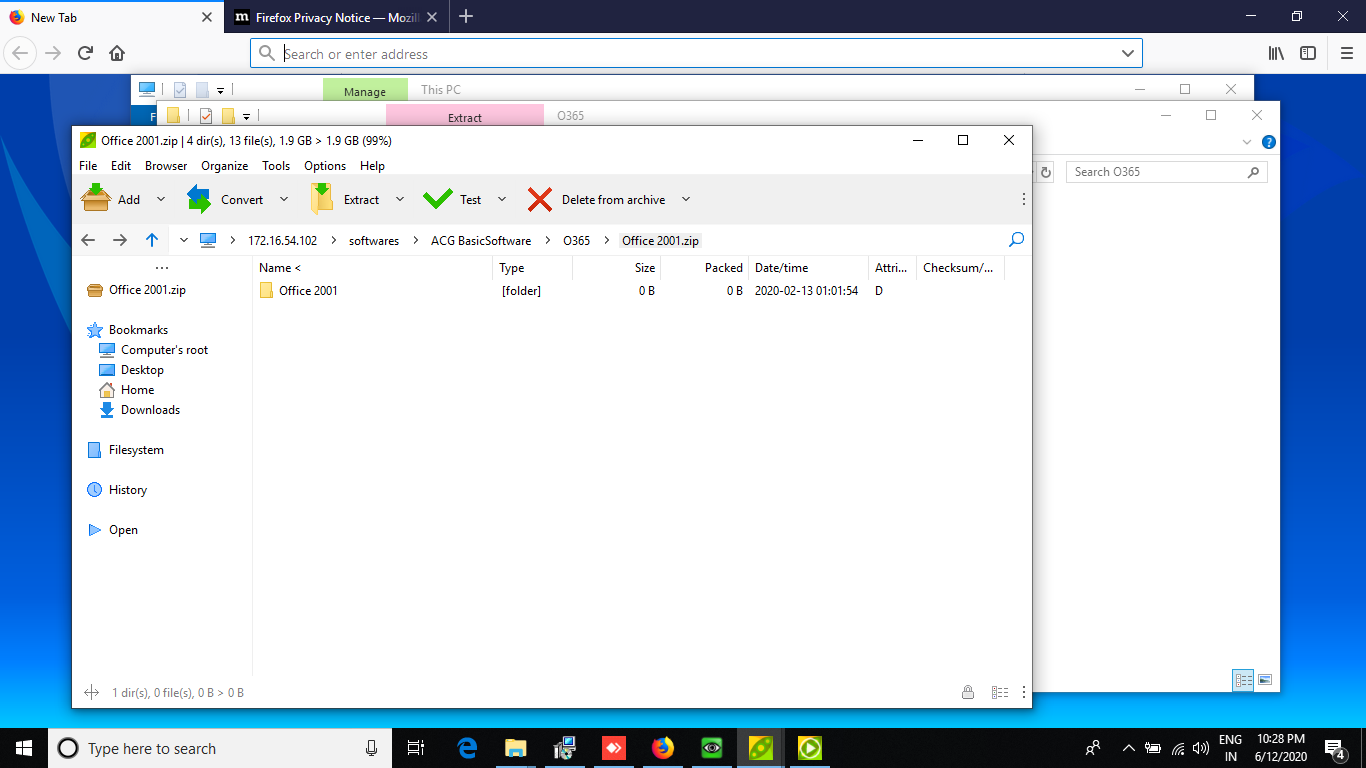 New Tab
m Firefox Privacy Notice — Mozil
Search or enter address
Manage
This PC
F
Extract
O365
Search O365
Office 2001.zip | 4 dir(s), 13 file(s), 1.9 GB > 1.9 GB (99%)
File Edit Browser Organize Tools Options Help
Add Convert Extract Test Delete from archive
172.16.54.102 > softwares > ACG BasicSoftware > O365 > Office 2001.zip
... Name < Type Size Packed Date/time Attri... Checksum/...
Office 2001.zip
Office 2001 [folder] 0 B 0 B 2020-02-13 01:01:54 D
Bookmarks
Computer's root
Desktop
Home
Downloads
Filesystem
History
Open
1 dir(s), 0 file(s), 0 B > 0 B
Type here to search
ENG
IN
10:28 PM
6/12/2020
4